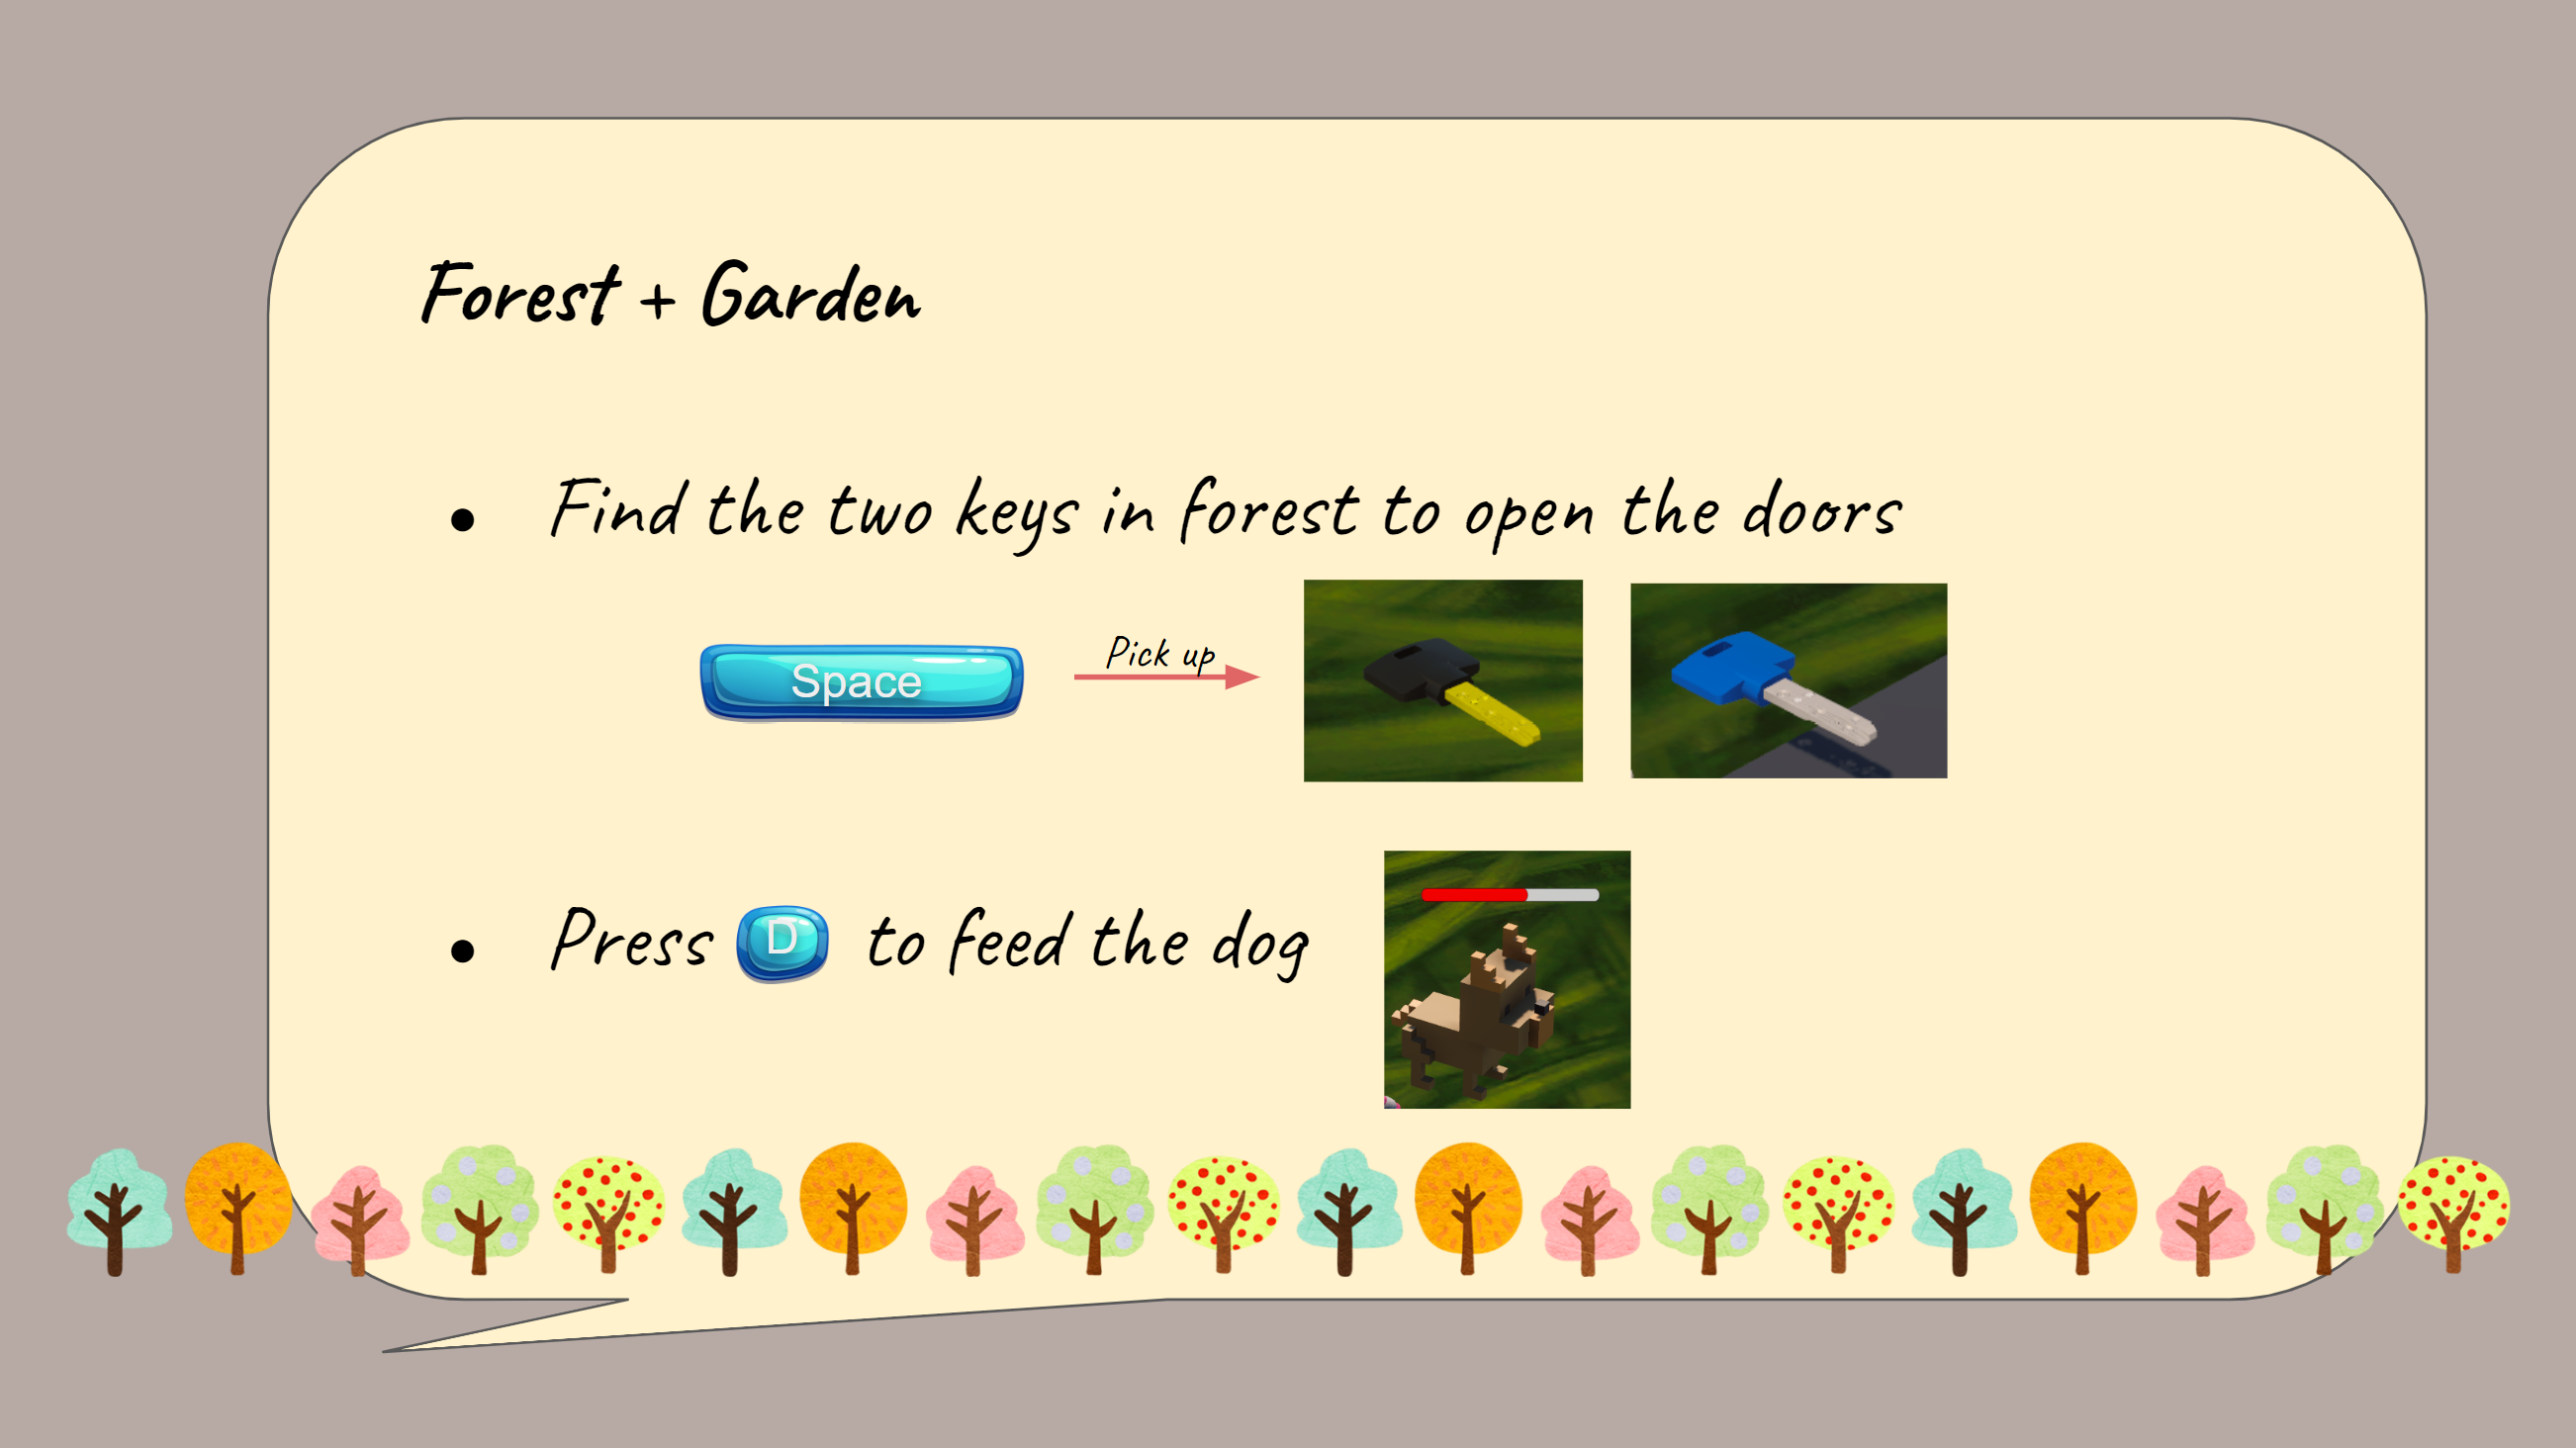 Forest + Garden
● Find the two keys in forest to open the doors
Space
Pick up
● Press D to feed the dog